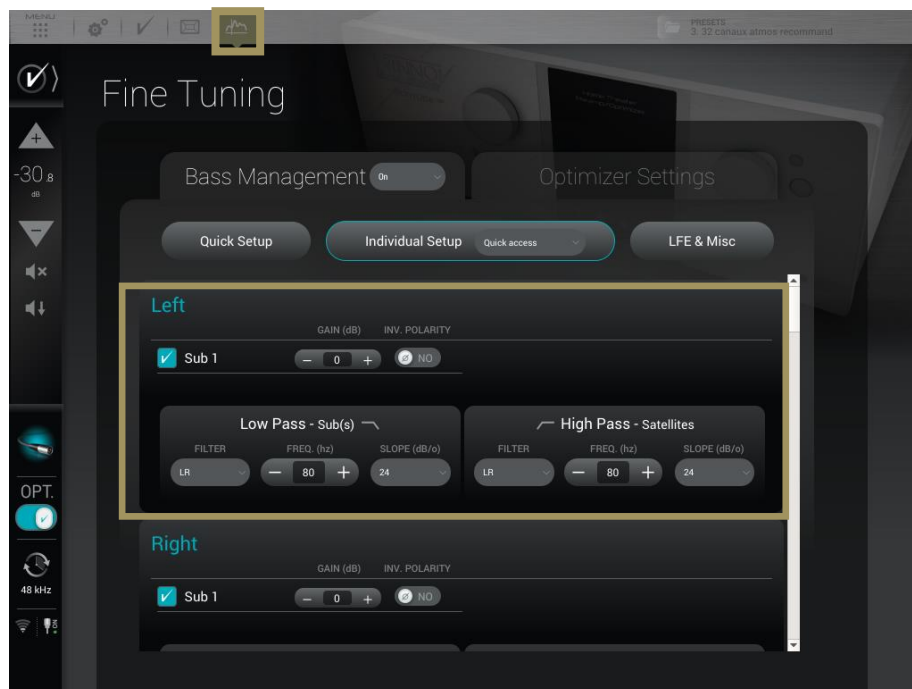 MENU
PRESETS
3. 32 canaux atmos recommand
Fine Tuning
-30.8
dB
Bass Management On
Optimizer Settings
Quick Setup
Individual Setup Quick access
LFE & Misc
Left
GAIN (dB) INV. POLARITY
Sub 1 − 0 + Ø NO
Low Pass - Sub(s)
FILTER FREQ. (hz) SLOPE (dB/o)
LR − 80 + 24
High Pass - Satellites
FILTER FREQ. (hz) SLOPE (dB/o)
LR − 80 + 24
OPT.
48 kHz
ON
Right
GAIN (dB) INV. POLARITY
Sub 1 − 0 + Ø NO